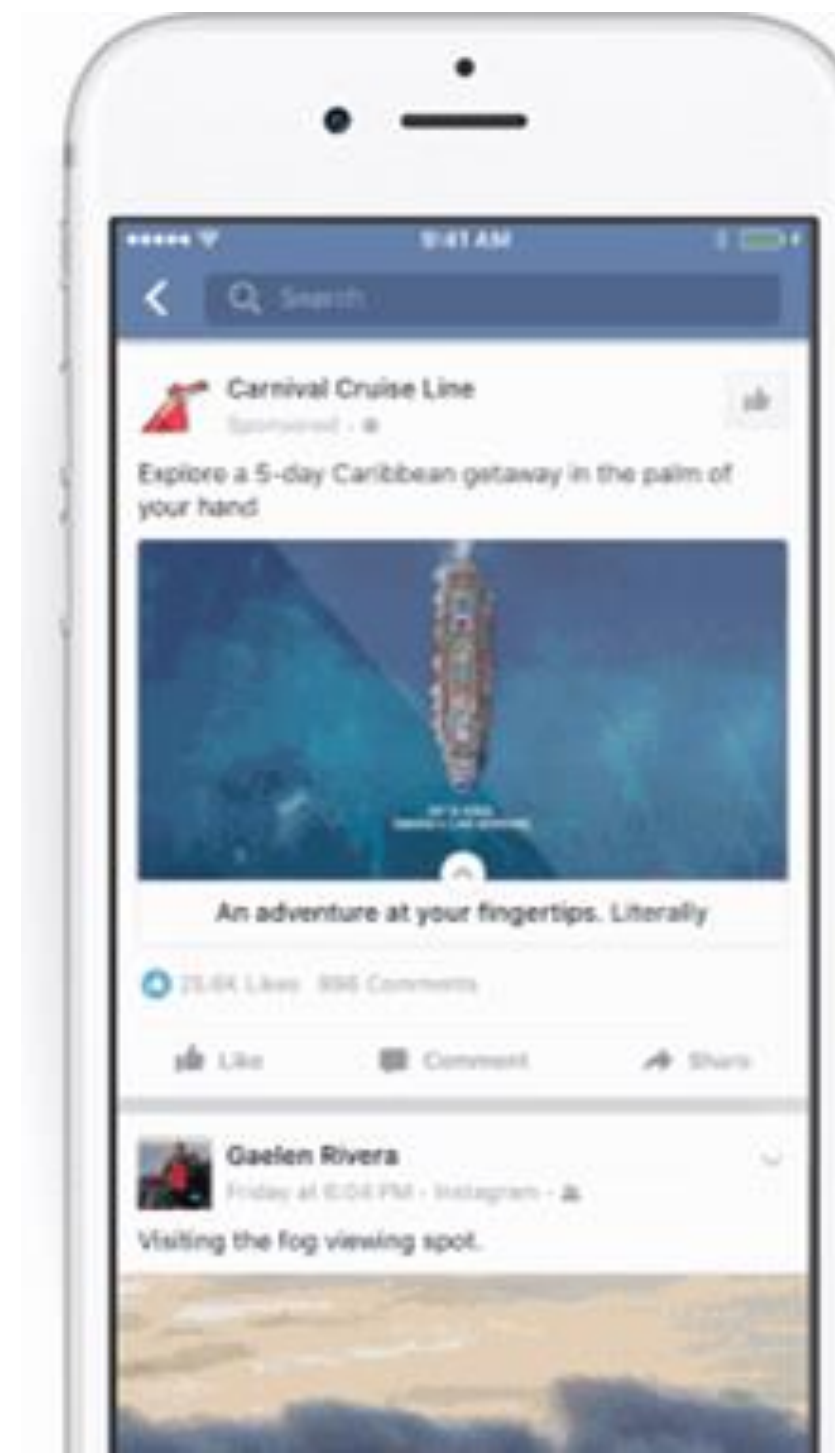 9:41 AM
Search
Carnival Cruise Line
Sponsored
Explore a 5-day Caribbean getaway in the palm of
your hand
An adventure at your fingertips. Literally
Likes Comments
Like Comment Share
Gaelen Rivera
Friday at 6:04 PM - Instagram
Visiting the fog viewing spot.